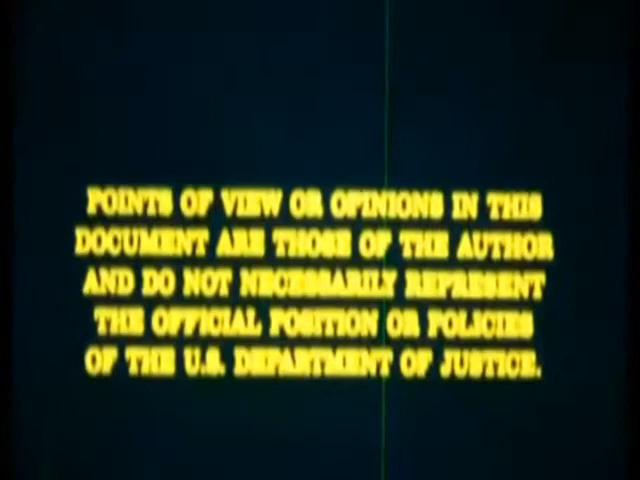 POINTS OF VIEW OR OPINIONS IN THIS
DOCUMENT ARE THOSE OF THE AUTHOR
AND DO NOT NECESSARILY REPRESENT
THE OFFICIAL POSITION OR POLICIES
OF THE U.S. DEPARTMENT OF JUSTICE.